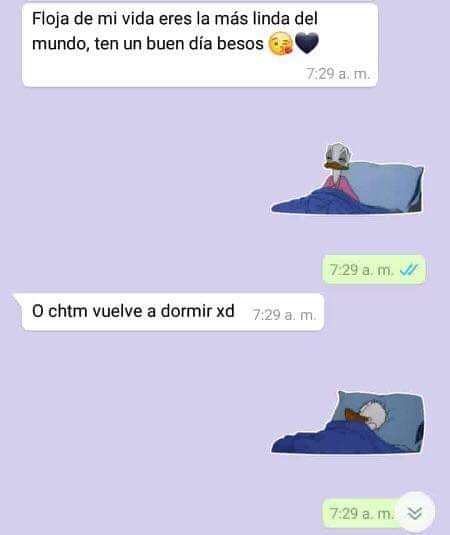 Floja de mi vida eres la más linda del
mundo, ten un buen día besos 😘🖤
7:29 a. m.
7:29 a. m.
O chtm vuelve a dormir xd 7:29 a. m.
7:29 a. m.